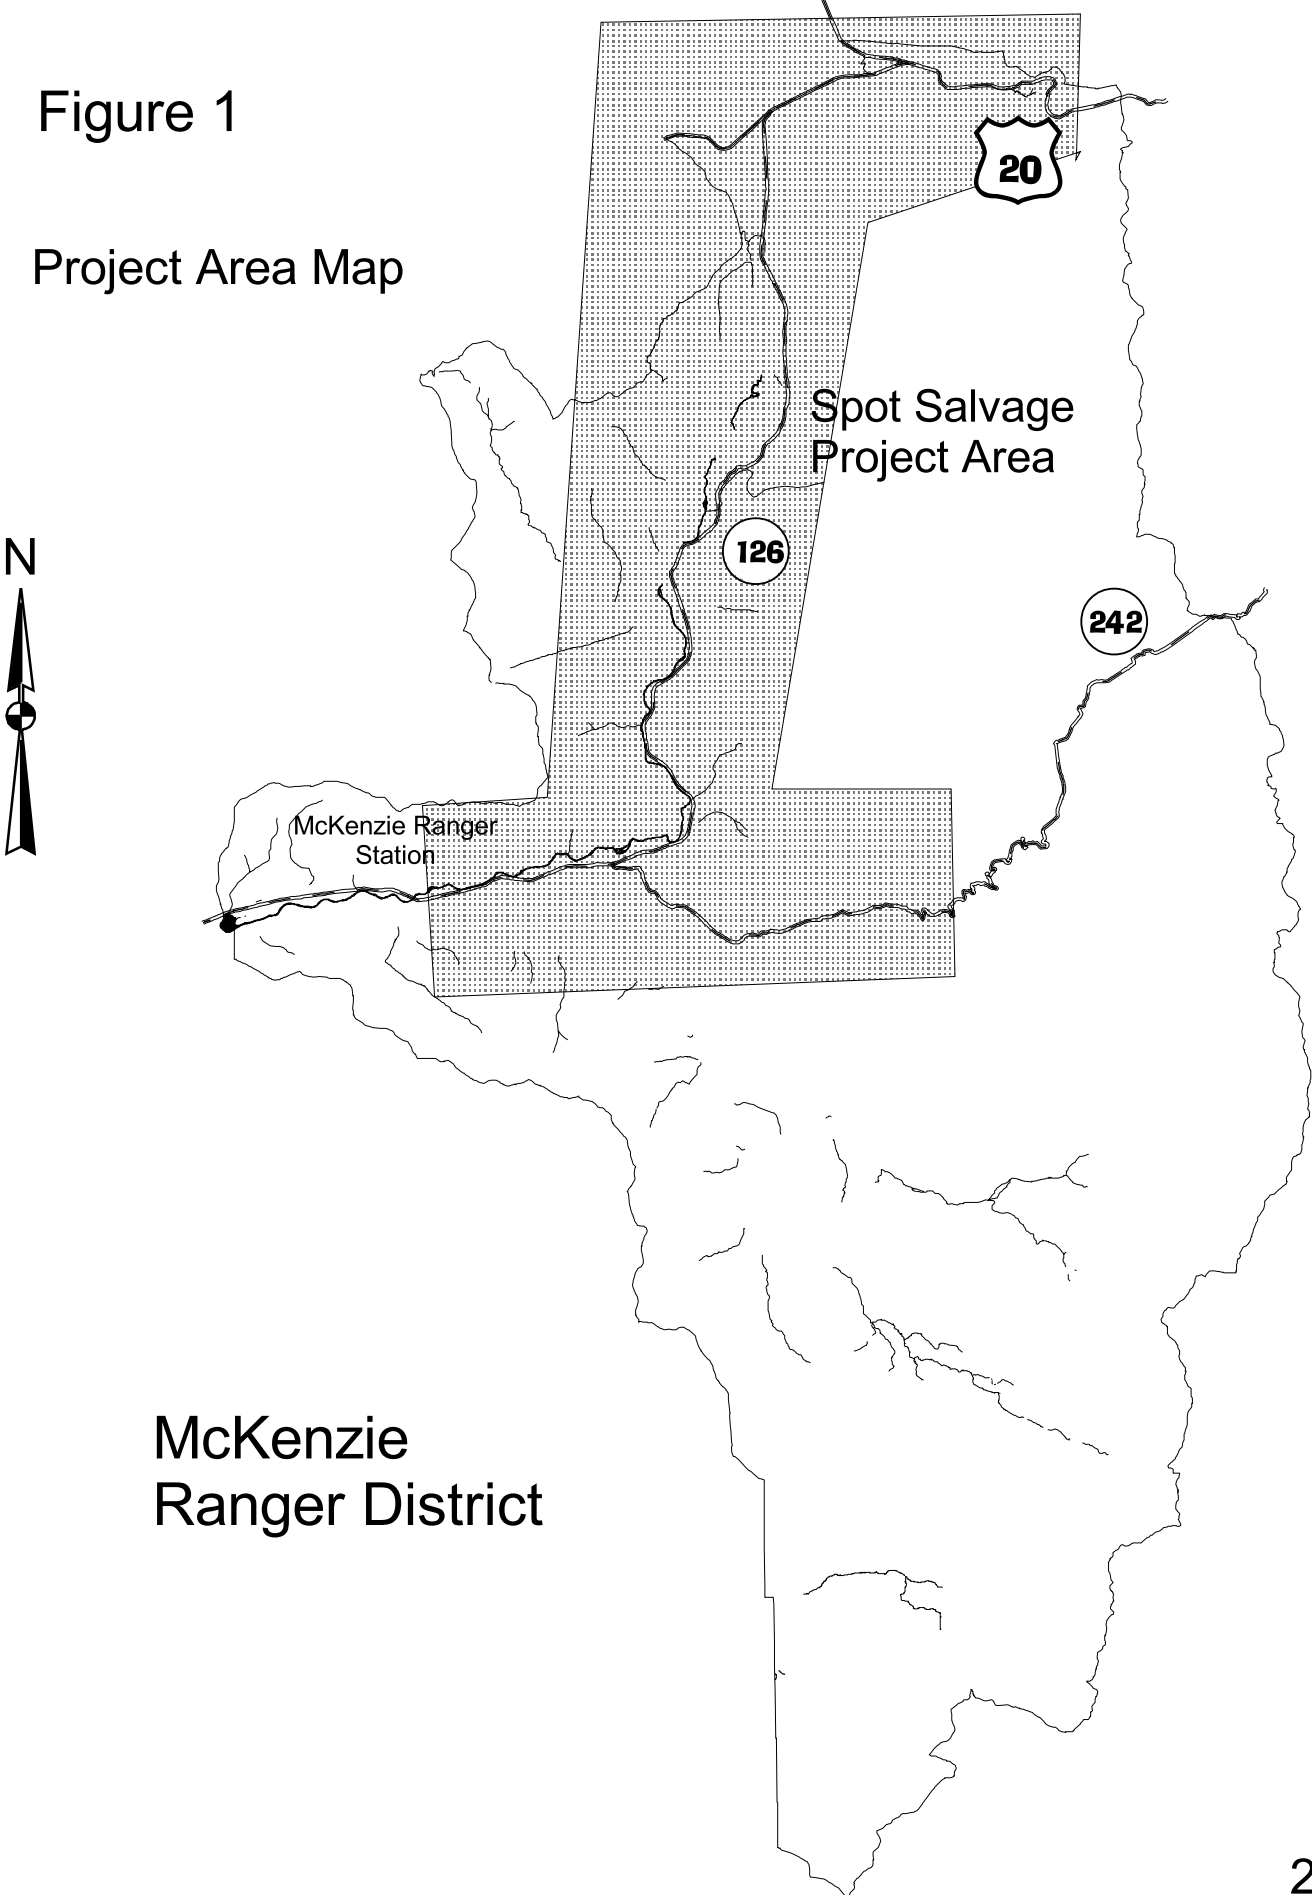 Figure 1
Project Area Map
20
Spot Salvage
Project Area
N
126
242
McKenzie Ranger
Station
McKenzie
Ranger District
2